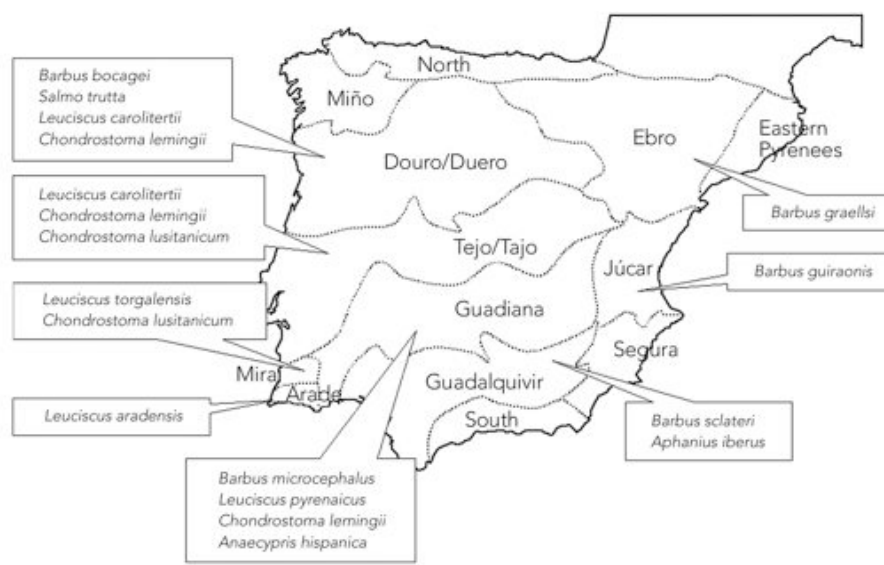 North
Miño
Ebro
Eastern
Pyrenees
Douro/Duero
Tejo/Tajo
Júcar
Guadiana
Segura
Mira
Arade
Guadalquivir
South
Barbus bocagei
Salmo trutta
Leuciscus carolitertii
Chondrostoma lemingii
Leuciscus carolitertii
Chondrostoma lemingii
Chondrostoma lusitanicum
Leuciscus torgalensis
Chondrostoma lusitanicum
Leuciscus aradensis
Barbus microcephalus
Leuciscus pyrenaicus
Chondrostoma lemingii
Anaecypris hispanica
Barbus graellsi
Barbus guiraonis
Barbus sclateri
Aphanius iberus